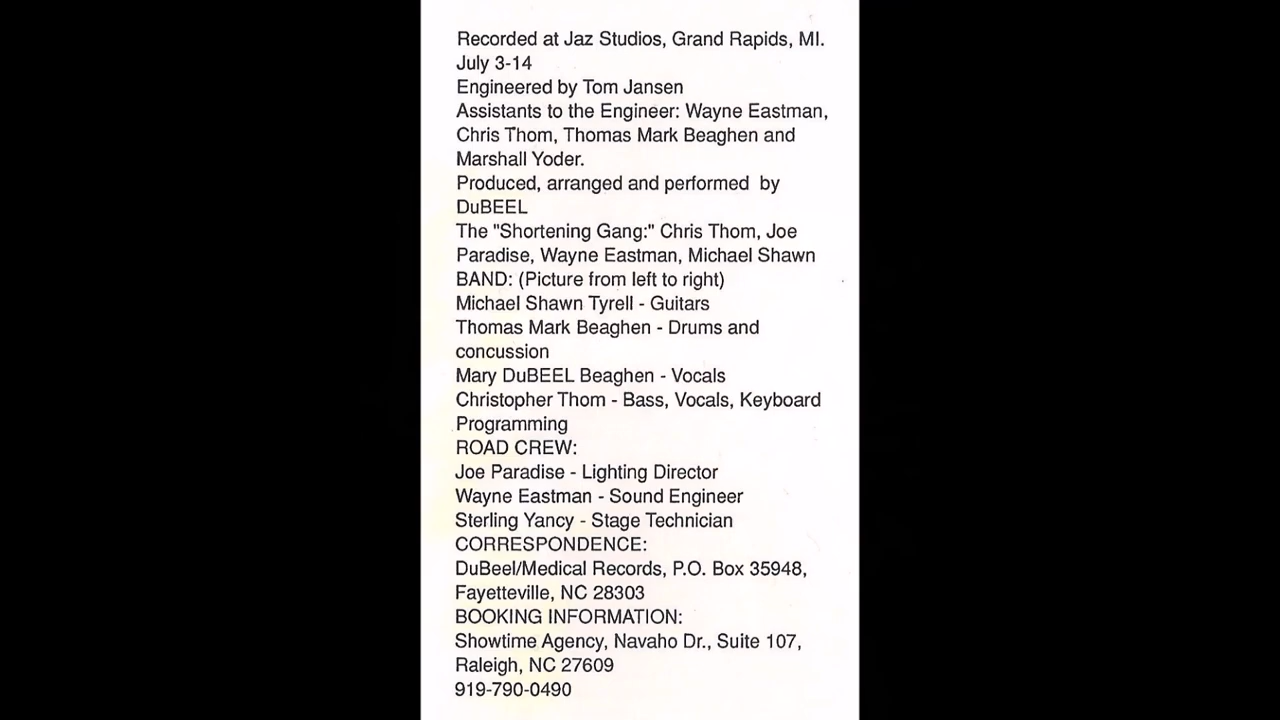 Recorded at Jaz Studios, Grand Rapids, MI.
July 3-14
Engineered by Tom Jansen
Assistants to the Engineer: Wayne Eastman,
Chris Thom, Thomas Mark Beaghen and
Marshall Yoder.
Produced, arranged and performed  by
DuBEEL
The "Shortening Gang:" Chris Thom, Joe
Paradise, Wayne Eastman, Michael Shawn
BAND: (Picture from left to right)
Michael Shawn Tyrell - Guitars
Thomas Mark Beaghen - Drums and
concussion
Mary DuBEEL Beaghen - Vocals
Christopher Thom - Bass, Vocals, Keyboard
Programming
ROAD CREW:
Joe Paradise - Lighting Director
Wayne Eastman - Sound Engineer
Sterling Yancy - Stage Technician
CORRESPONDENCE:
DuBeel/Medical Records, P.O. Box 35948,
Fayetteville, NC 28303
BOOKING INFORMATION:
Showtime Agency, Navaho Dr., Suite 107,
Raleigh, NC 27609
919-790-0490